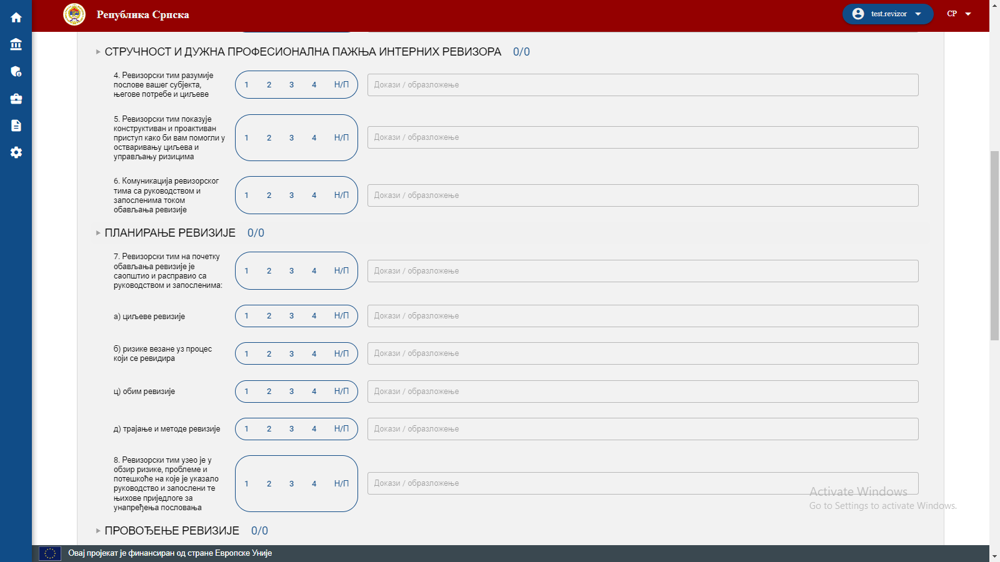 Република Српска
test.revizor
СР
СТРУЧНОСТ И ДУЖНА ПРОФЕСИОНАЛНА ПАЖЊА ИНТЕРНИХ РЕВИЗОРА 0/0
4. Ревизорски тим разумије
послове вашег субјекта,
његове потребе и циљеве
1 2 3 4 Н/П
Докази / образложење
5. Ревизорски тим показује
конструктиван и проактиван
приступ како би вам помогли у
остваривању циљева и
управљању ризицима
1 2 3 4 Н/П
Докази / образложење
6. Комуникација ревизорског
тима са руководством и
запосленима током
обављања ревизије
1 2 3 4 Н/П
Докази / образложење
ПЛАНИРАЊЕ РЕВИЗИЈЕ 0/0
7. Ревизорски тим на почетку
обављања ревизије је
саопштио и расправио са
руководством и запосленима:
1 2 3 4 Н/П
Докази / образложење
а) циљеве ревизије
1 2 3 4 Н/П
Докази / образложење
б) ризике везане уз процес
који се ревидира
1 2 3 4 Н/П
Докази / образложење
ц) обим ревизије
1 2 3 4 Н/П
Докази / образложење
д) трајање и методе ревизије
1 2 3 4 Н/П
Докази / образложење
8. Ревизорски тим узео је у
обзир ризике, проблеме и
потешкоће на које је указало
руководство и запослени те
њихове приједлоге за
унапређења пословања
1 2 3 4 Н/П
Докази / образложење
Activate Windows
Go to Settings to activate Windows.
ПРОВОЂЕЊЕ РЕВИЗИЈЕ 0/0
Овај пројекат је финансиран од стране Европске Уније